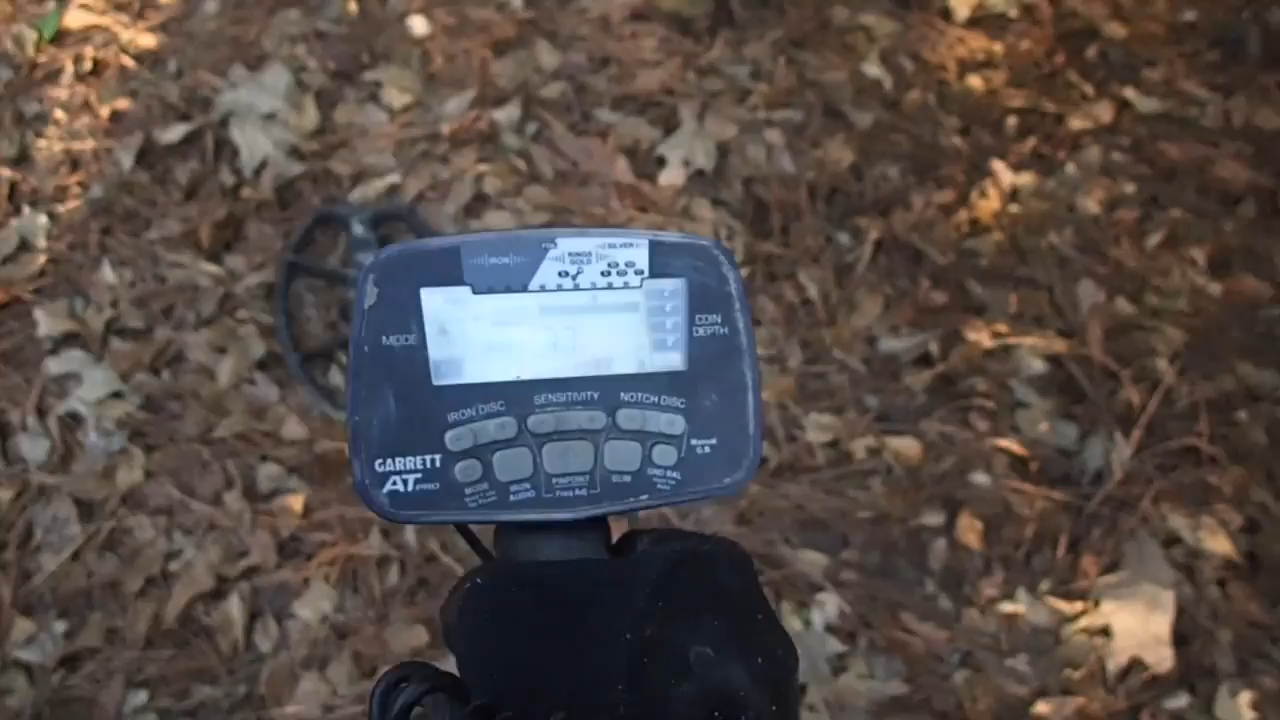 IRON
RINGS
GOLD
SILVER
MODE
COIN
DEPTH
IRON DISC
SENSITIVITY
NOTCH DISC
Manual
G.B.
GARRETT
AT PRO
MODE
IRON
AUDIO
PINPOINT
Freq Adj
ELIM
GND BAL